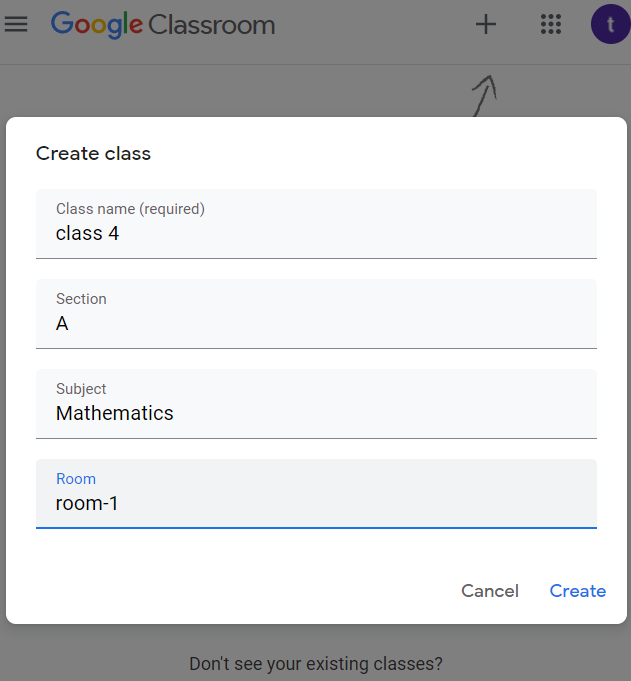 Google Classroom
t
Create class
Class name (required)
class 4
Section
A
Subject
Mathematics
Room
room-1
Cancel Create
Don't see your existing classes?